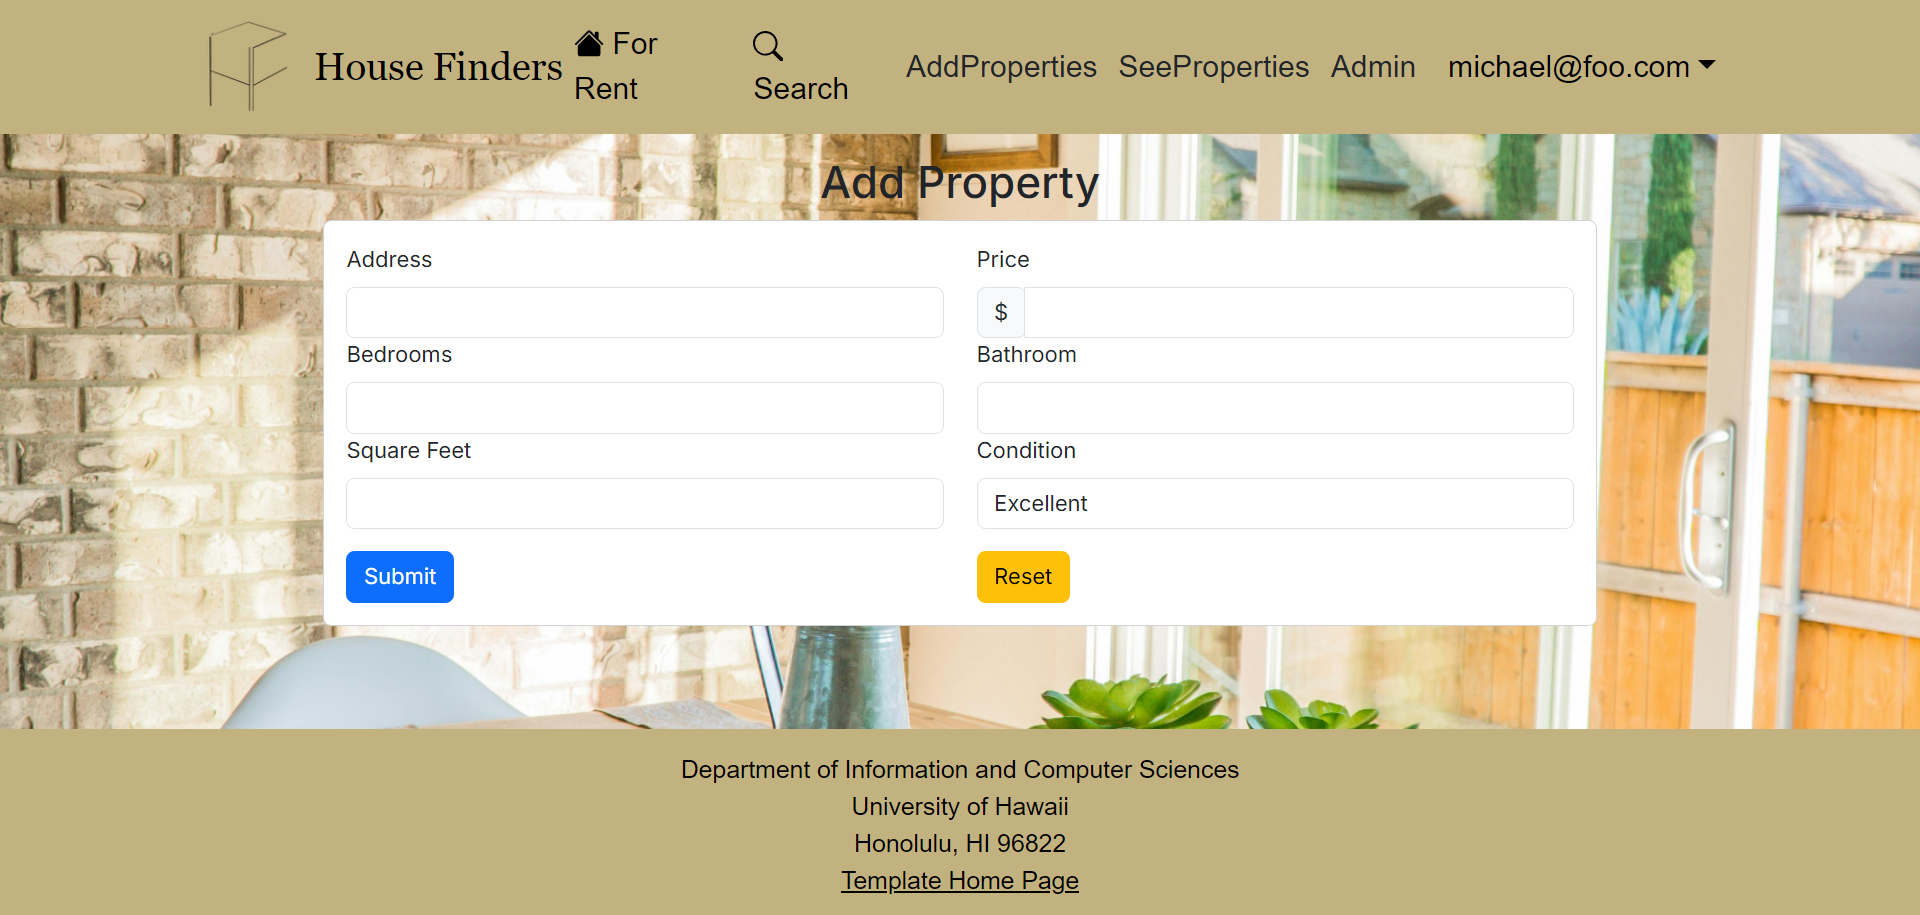 House Finders
For
Rent
Search
AddProperties
SeeProperties
Admin
michael@foo.com
Add Property
Address
Price
$
Bedrooms
Bathroom
Square Feet
Condition
Excellent
Submit
Reset
Department of Information and Computer Sciences
University of Hawaii
Honolulu, HI 96822
Template Home Page